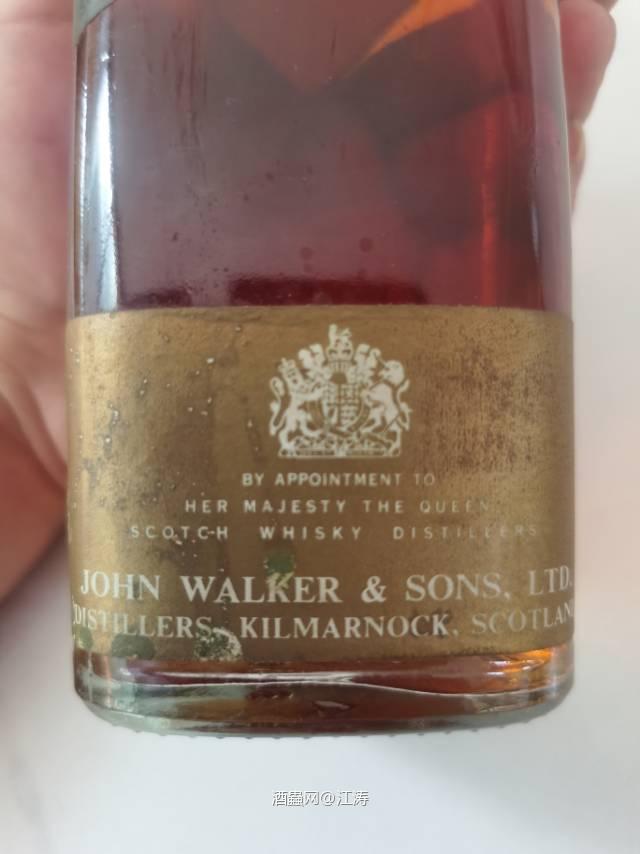 BY APPOINTMENT TO
HER MAJESTY THE QUEEN
SCOTCH WHISKY DISTILLERS
JOHN WALKER & SONS, LTD.
DISTILLERS, KILMARNOCK, SCOTLAND
酒蟲网@江涛